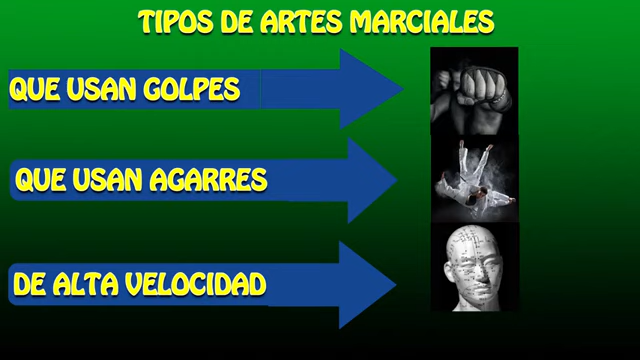 TIPOS DE ARTES MARCIALES
QUE USAN GOLPES
QUE USAN AGARRES
DE ALTA VELOCIDAD